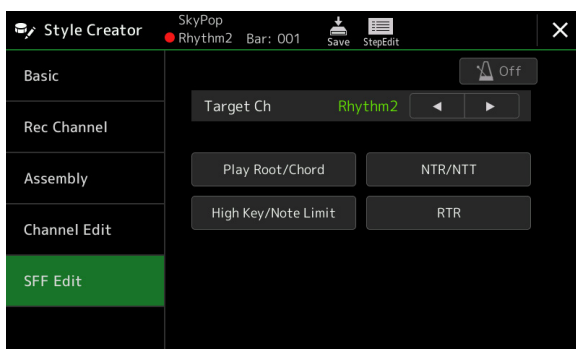 Style Creator
SkyPop
Rhythm2 Bar: 001
Save
StepEdit
Basic
Off
Target Ch Rhythm2
Rec Channel
Assembly
Play Root/Chord
NTR/NTT
High Key/Note Limit
RTR
Channel Edit
SFF Edit